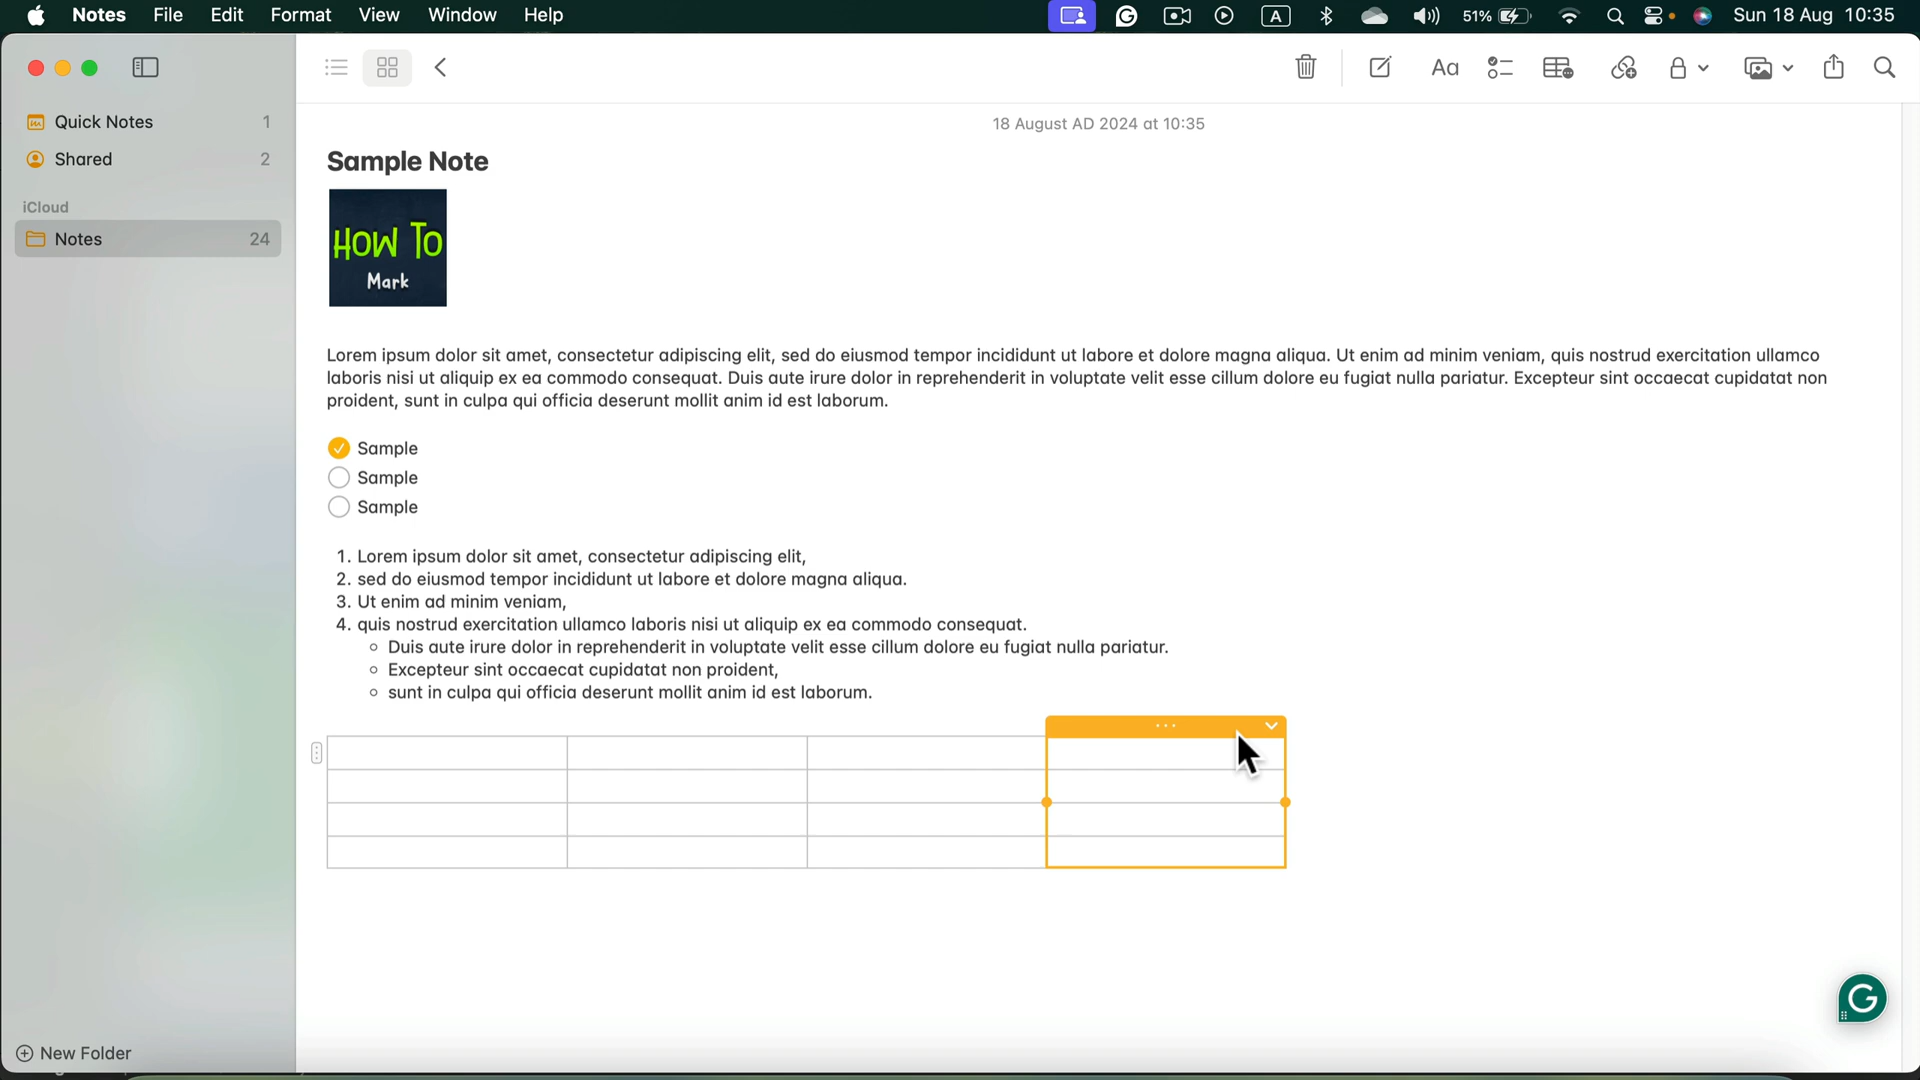 Notes File Edit Format View Window Help A 51% Sun 18 Aug 10:35
Aa
Quick Notes 1
Shared 2
iCloud
Notes 24
New Folder
18 August AD 2024 at 10:35
Sample Note
HOW TO
Mark
Lorem ipsum dolor sit amet, consectetur adipiscing elit, sed do eiusmod tempor incididunt ut labore et dolore magna aliqua. Ut enim ad minim veniam, quis nostrud exercitation ullamco
laboris nisi ut aliquip ex ea commodo consequat. Duis aute irure dolor in reprehenderit in voluptate velit esse cillum dolore eu fugiat nulla pariatur. Excepteur sint occaecat cupidatat non
proident, sunt in culpa qui officia deserunt mollit anim id est laborum.
Sample
Sample
Sample
1. Lorem ipsum dolor sit amet, consectetur adipiscing elit,
2. sed do eiusmod tempor incididunt ut labore et dolore magna aliqua.
3. Ut enim ad minim veniam,
4. quis nostrud exercitation ullamco laboris nisi ut aliquip ex ea commodo consequat.
Duis aute irure dolor in reprehenderit in voluptate velit esse cillum dolore eu fugiat nulla pariatur.
Excepteur sint occaecat cupidatat non proident,
sunt in culpa qui officia deserunt mollit anim id est laborum.